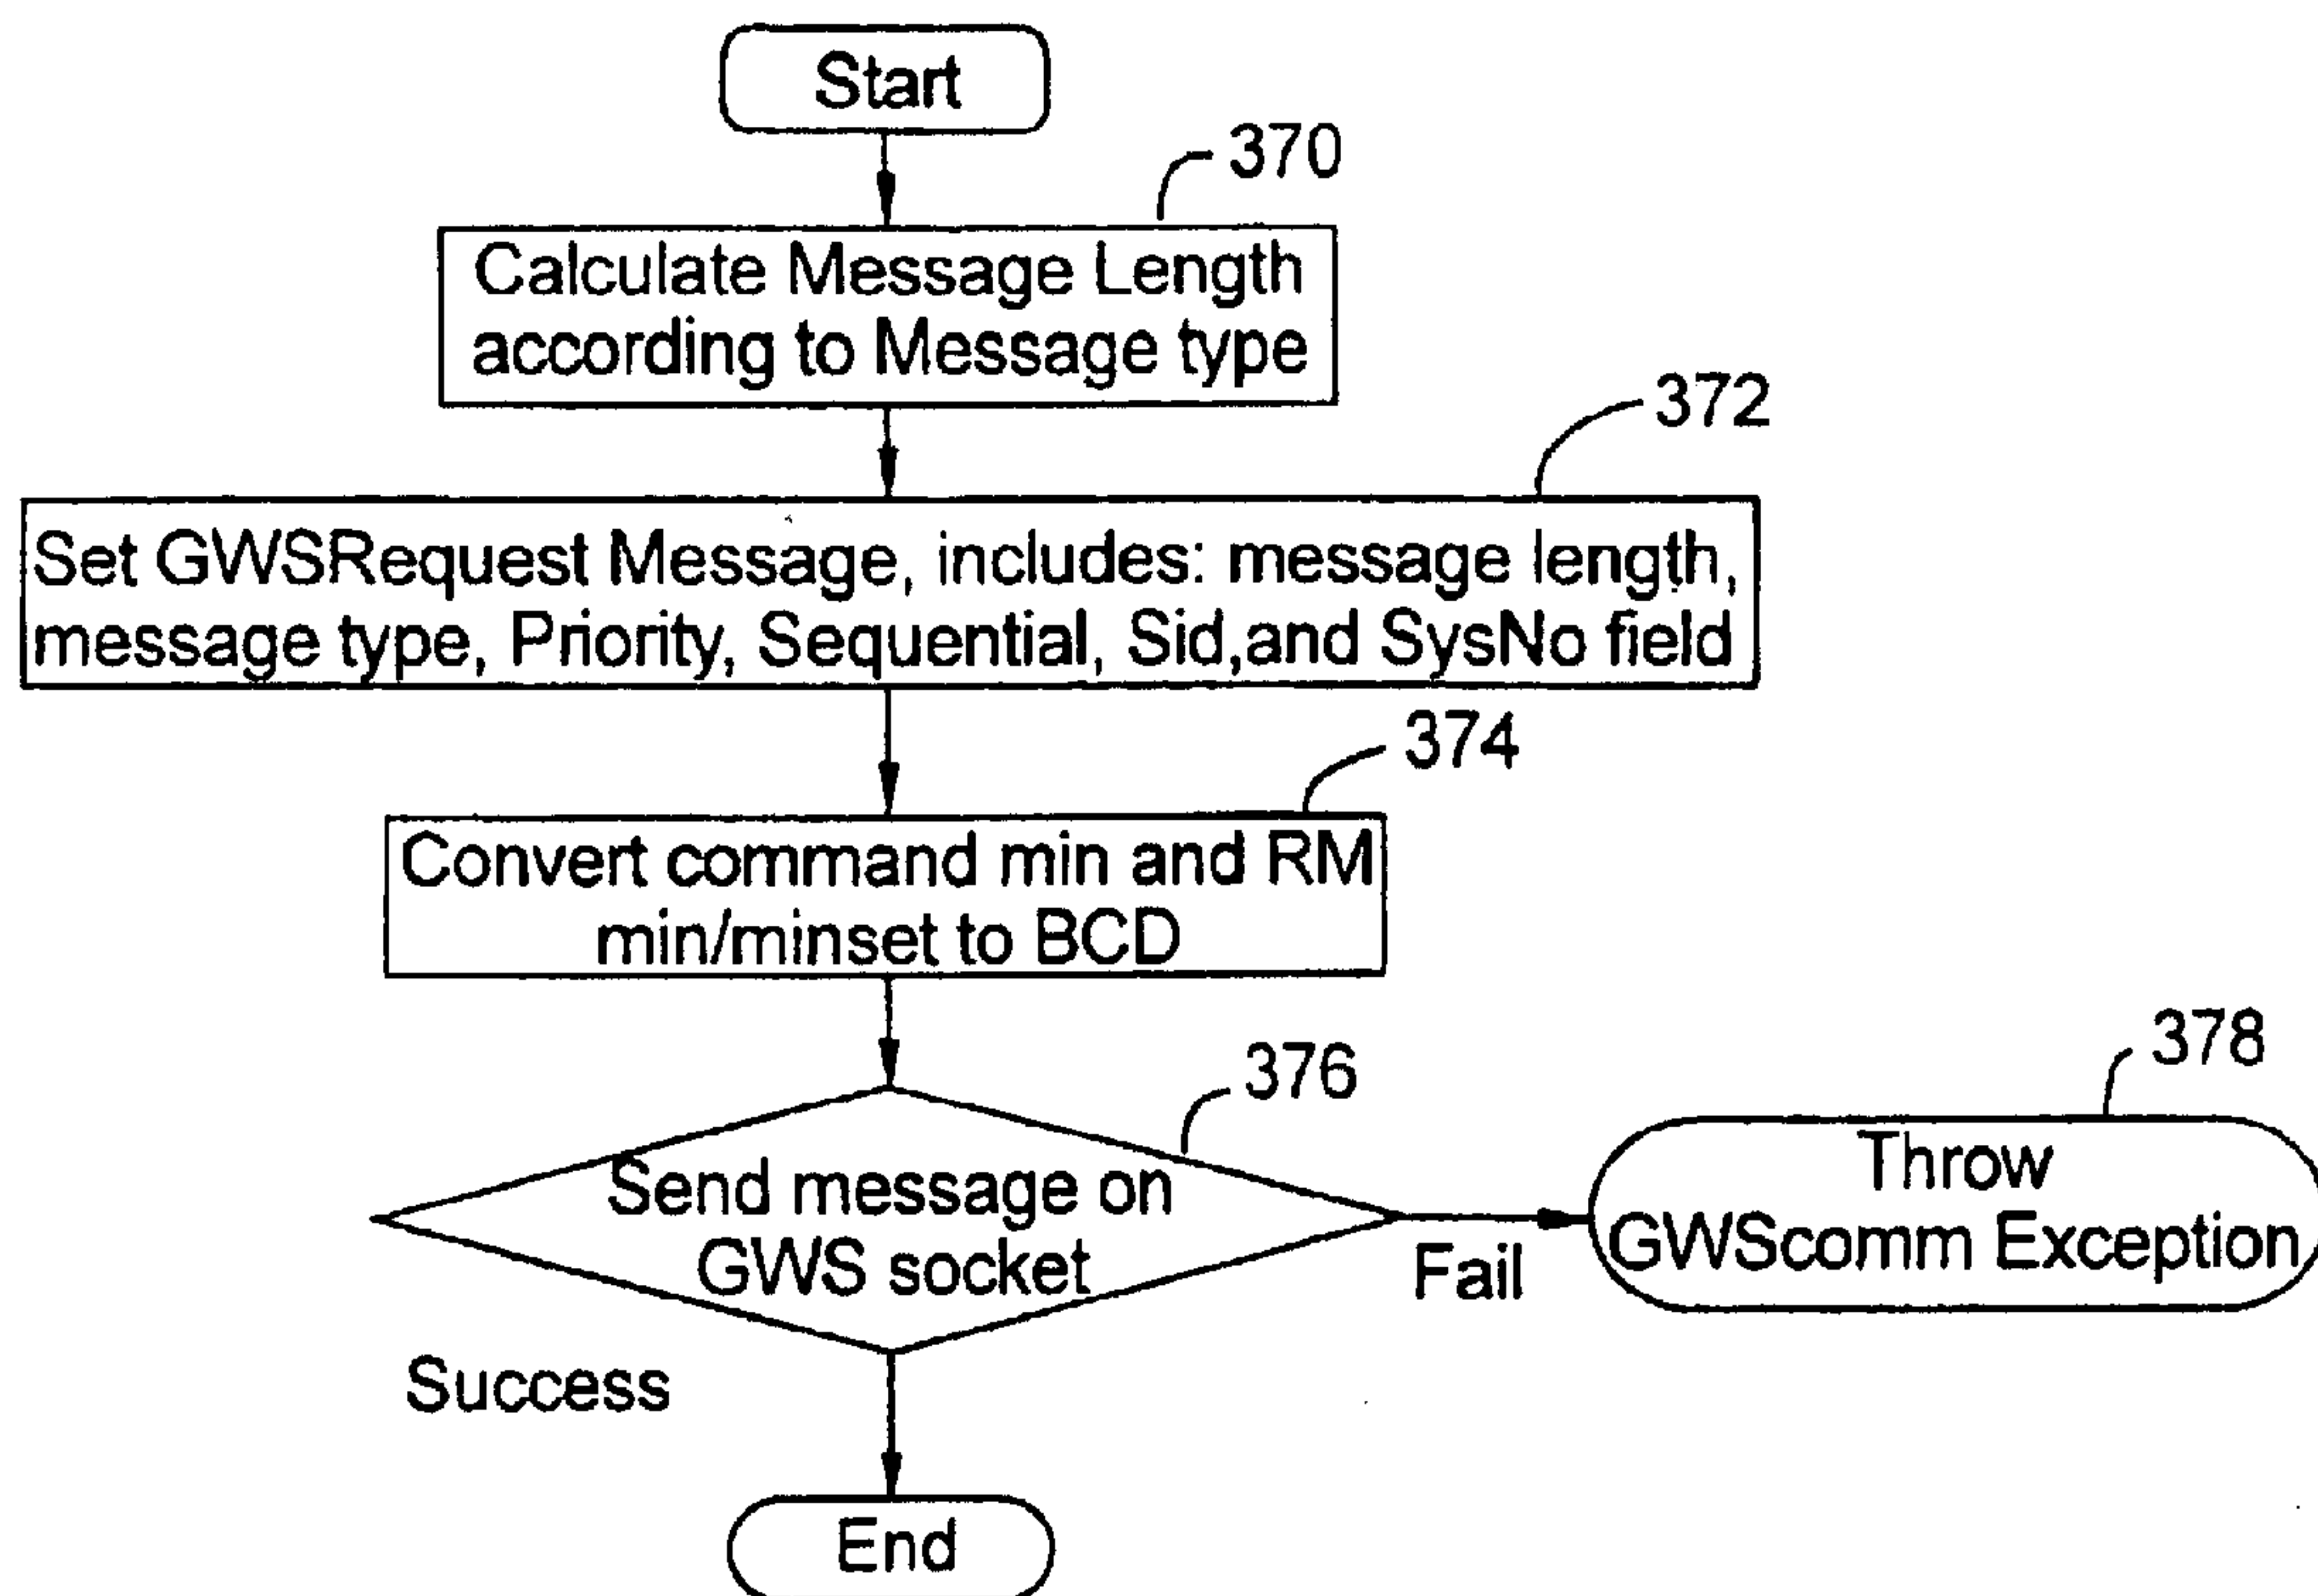 Start
370
Calculate Message Length
according to Message type
372
Set GWSRequest Message, includes: message length,
message type, Priority, Sequential, Sid,and SysNo field
374
Convert command min and RM
min/minset to BCD
376
Send message on
GWS socket
378
Throw
GWScomm Exception
Fail
Success
End